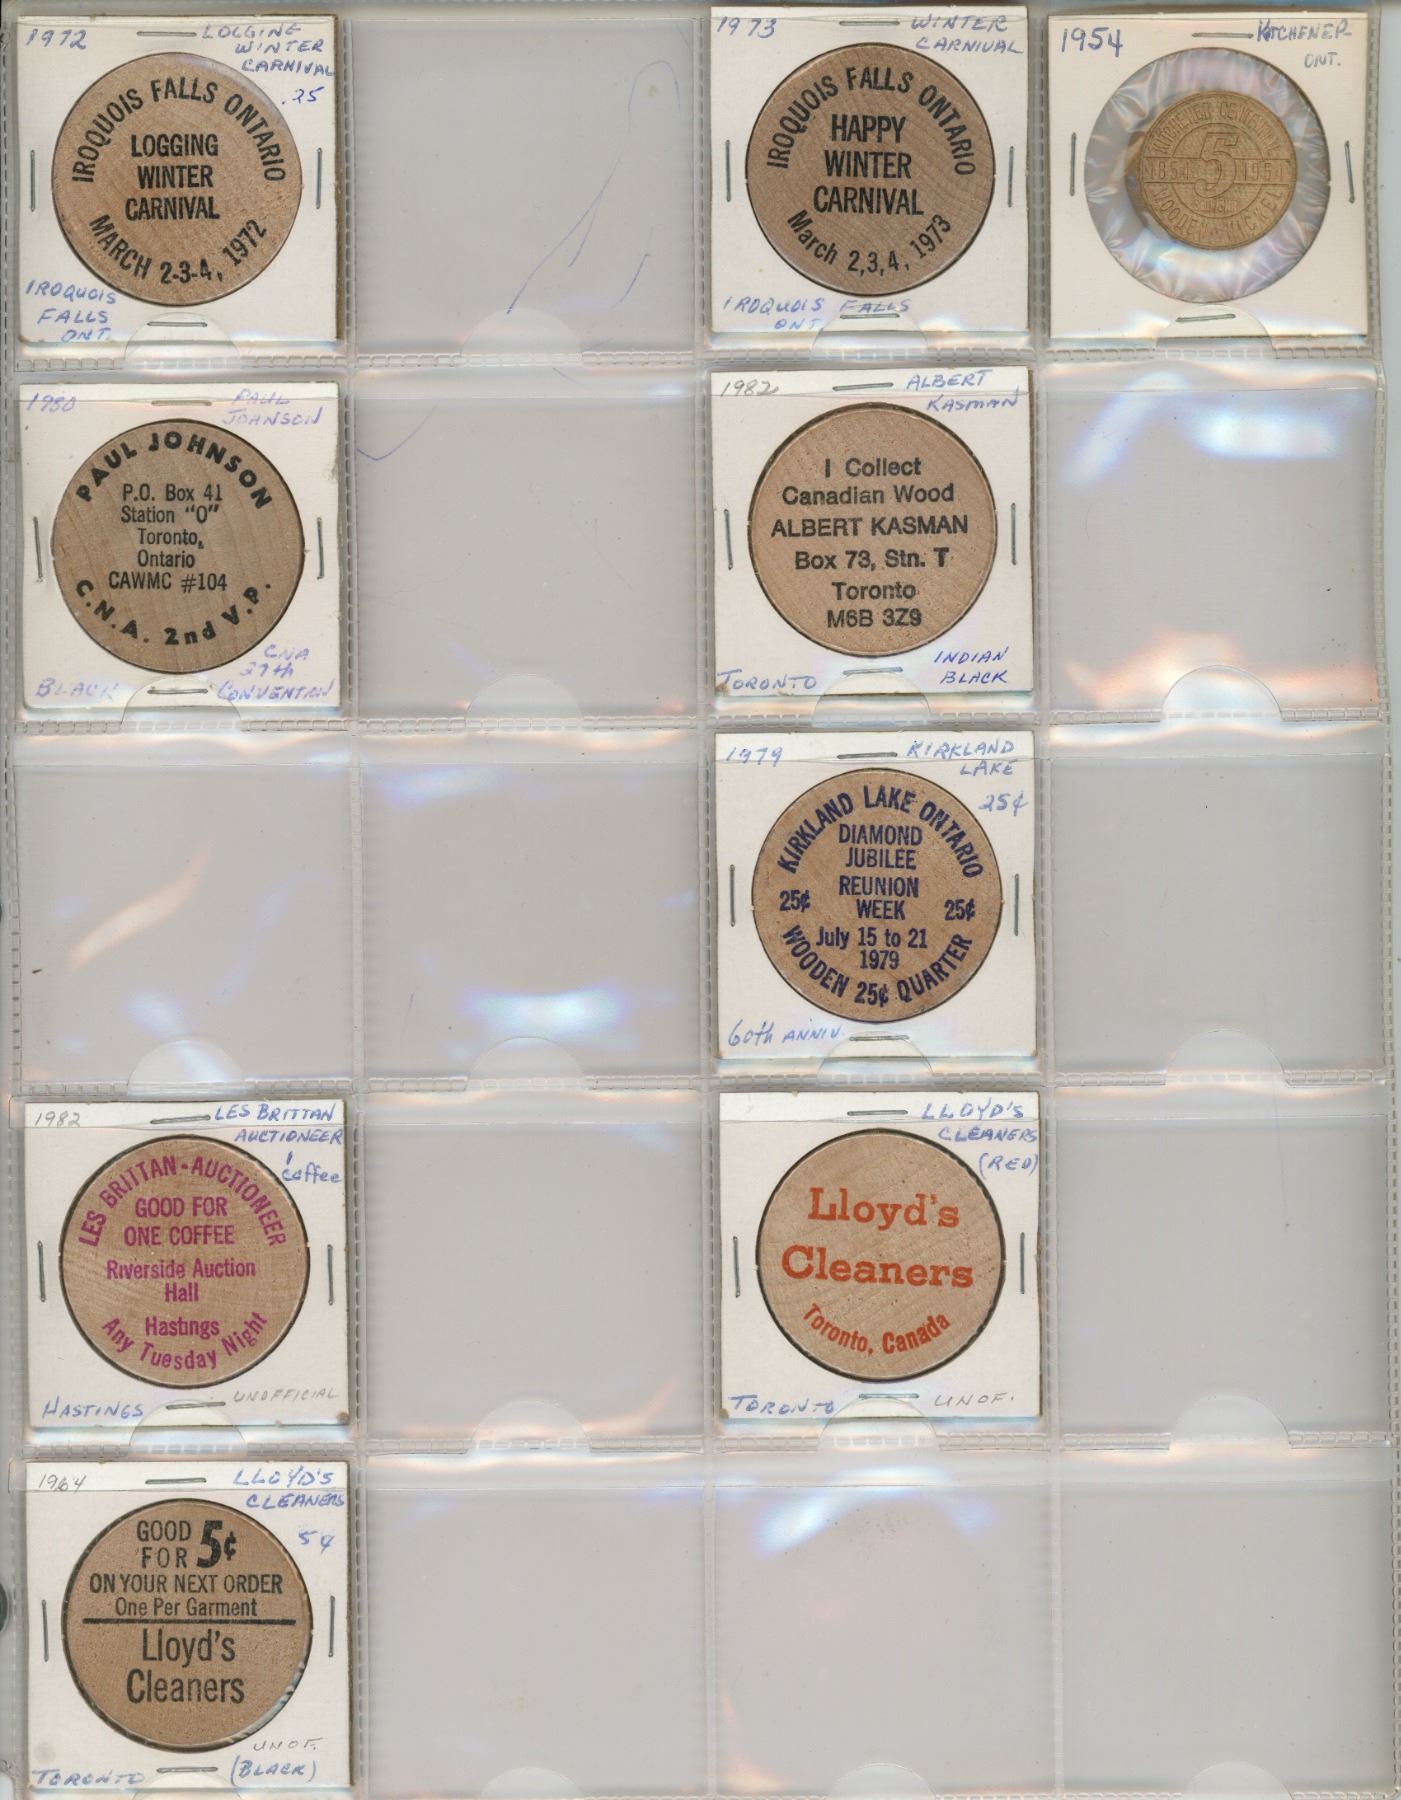 1972
LOGGING
WINTER
CARNIVAL
.25
IROQUOIS FALLS ONTARIO
LOGGING
WINTER
CARNIVAL
MARCH 2-3-4, 1972
IROQUOIS
FALLS
ONT.
1973
WINTER
CARNIVAL
IROQUOIS FALLS ONTARIO
HAPPY
WINTER
CARNIVAL
March 2,3,4, 1973
IROQUOIS FALLS
ONT
1954
KITCHENER
ONT.
KITCHENER CENTENNIAL
1854 5 1954
SOUVENIR
WOODEN NICKEL
1980
PAUL
JOHNSON
PAUL JOHNSON
P.O. Box 41
Station "O"
Toronto,
Ontario
CAWMC #104
C.N.A. 2nd V.P.
CNA
27th
BLACK
CONVENTION
1982
ALBERT
KASMAN
I Collect
Canadian Wood
ALBERT KASMAN
Box 73, Stn. T
Toronto
M6B 3Z9
TORONTO
INDIAN
BLACK
1979
KIRKLAND
LAKE
25¢
KIRKLAND LAKE ONTARIO
DIAMOND
JUBILEE
REUNION
WEEK
25¢ 25¢
July 15 to 21
1979
WOODEN 25¢ QUARTER
60th ANNIV.
1982
LES BRITTAN
AUCTIONEER
1 coffee
LES BRITTAN-AUCTIONEER
GOOD FOR
ONE COFFEE
Riverside Auction
Hall
Hastings
Any Tuesday Night
HASTINGS
UNOFFICIAL
LLOYD'S
CLEANERS
(RED)
Lloyd's
Cleaners
Toronto, Canada
TORONTO
UNOF.
1964
LLOYD'S
CLEANERS
5¢
GOOD
FOR 5¢
ON YOUR NEXT ORDER
One Per Garment
Lloyd's
Cleaners
UNOF.
TORONTO
(BLACK)